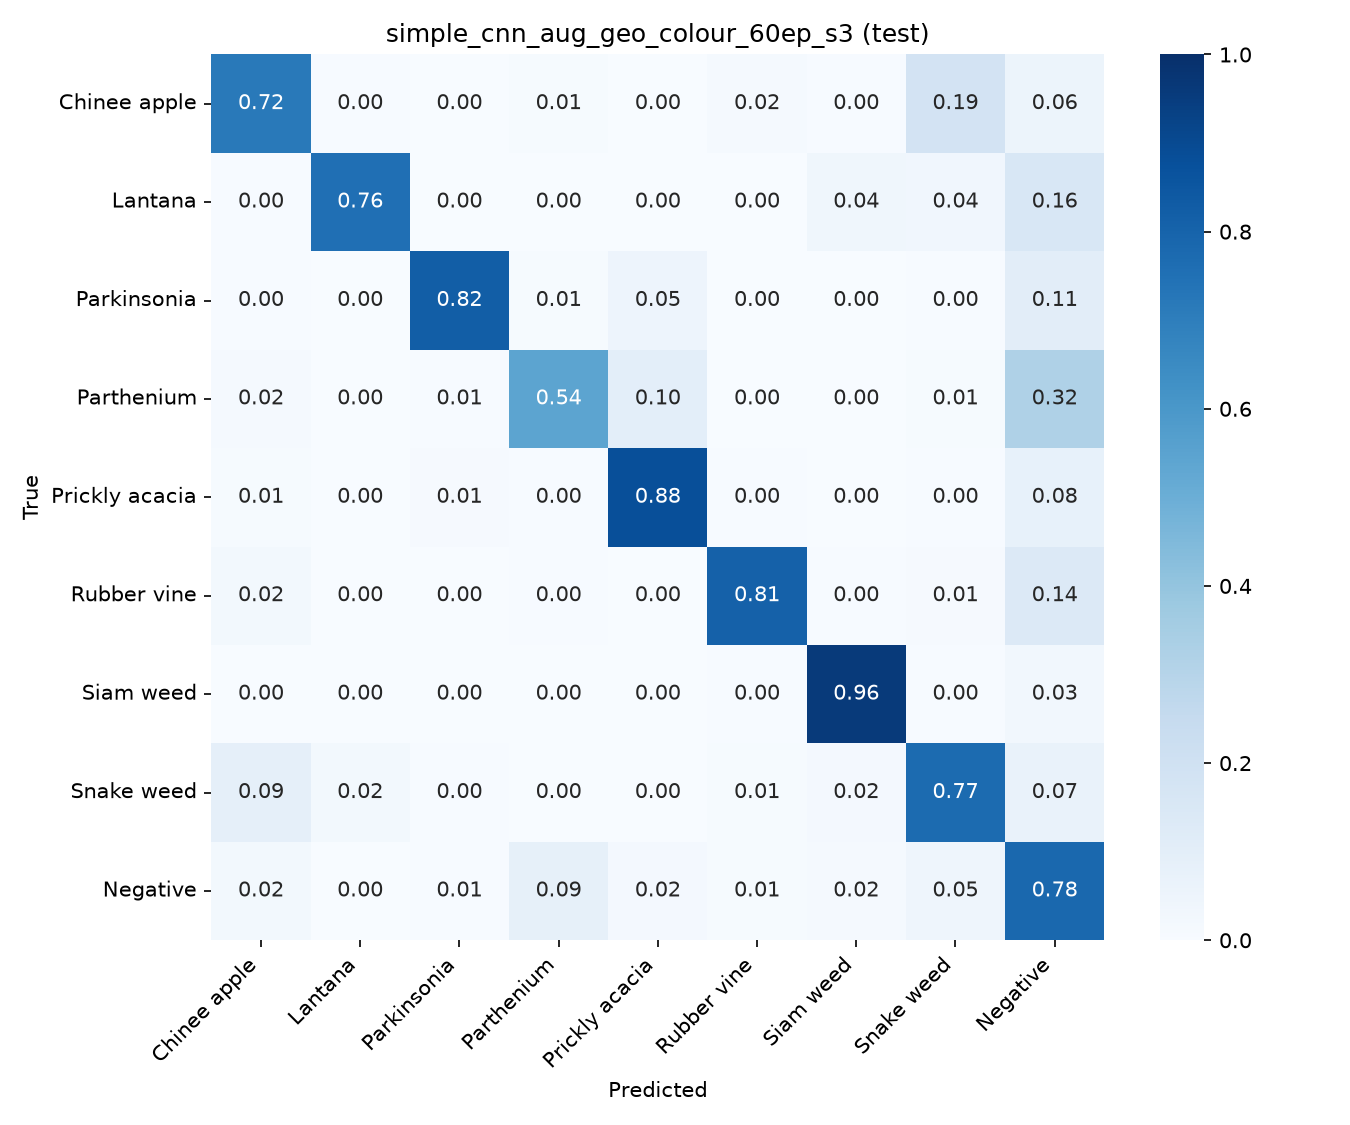 simple_cnn_aug_geo_colour_60ep_s3 (test)
Chinee apple 0.72 0.00 0.00 0.01 0.00 0.02 0.00 0.19 0.06
Lantana 0.00 0.76 0.00 0.00 0.00 0.00 0.04 0.04 0.16
Parkinsonia 0.00 0.00 0.82 0.01 0.05 0.00 0.00 0.00 0.11
Parthenium 0.02 0.00 0.01 0.54 0.10 0.00 0.00 0.01 0.32
Prickly acacia 0.01 0.00 0.01 0.00 0.88 0.00 0.00 0.00 0.08
Rubber vine 0.02 0.00 0.00 0.00 0.00 0.81 0.00 0.01 0.14
Siam weed 0.00 0.00 0.00 0.00 0.00 0.00 0.96 0.00 0.03
Snake weed 0.09 0.02 0.00 0.00 0.00 0.01 0.02 0.77 0.07
Negative 0.02 0.00 0.01 0.09 0.02 0.01 0.02 0.05 0.78
True
Chinee apple
Lantana
Parkinsonia
Parthenium
Prickly acacia
Rubber vine
Siam weed
Snake weed
Negative
Predicted
1.0
0.8
0.6
0.4
0.2
0.0